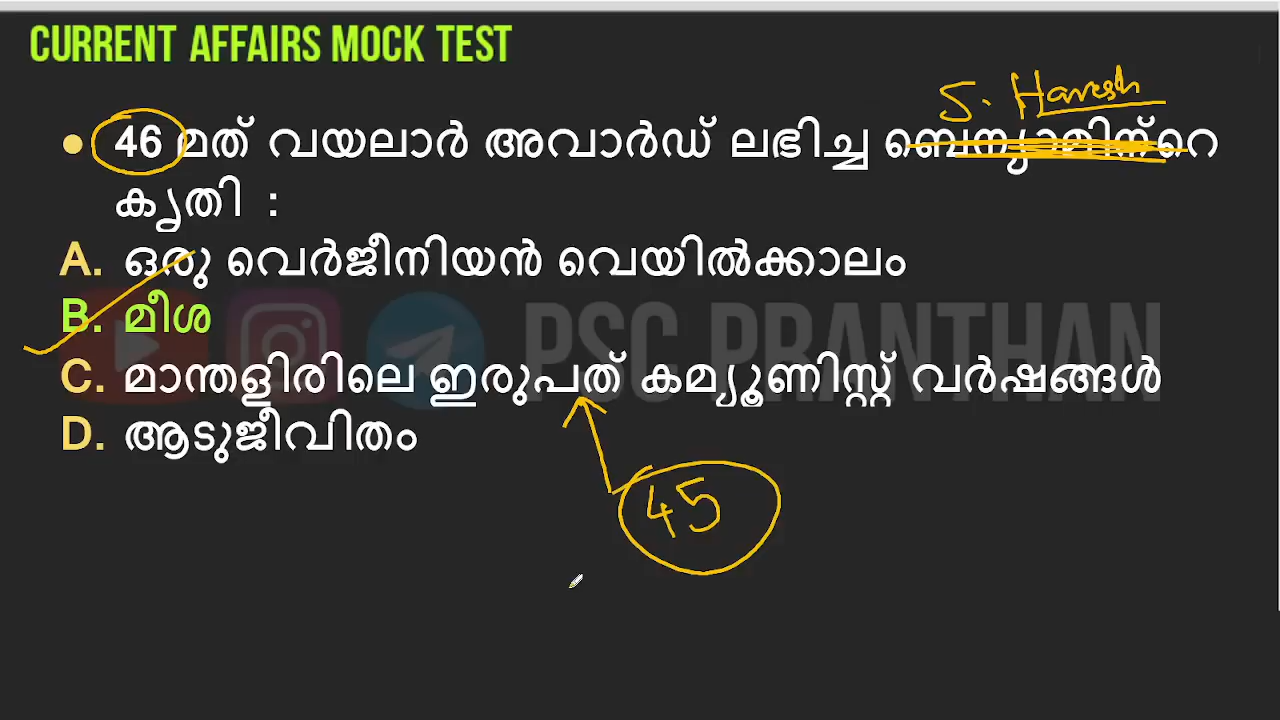 CURRENT AFFAIRS MOCK TEST
S. Haresh
• 46 മത് വയലാർ അവാർഡ് ലഭിച്ച ബെന്യാമിന്റെ
കൃതി :
A. ഒരു വെർജീനിയൻ വെയിൽക്കാലം
B. മീശ
PSC PRANTHAN
C. മാന്തളിരിലെ ഇരുപത് കമ്യൂണിസ്റ്റ് വർഷങ്ങൾ
D. ആടുജീവിതം
45